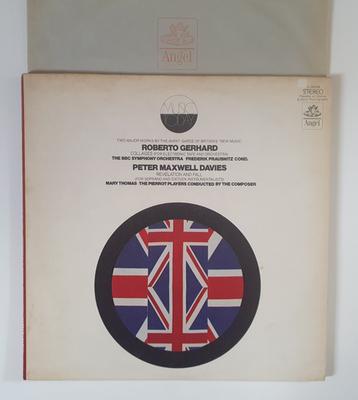 Angel
MUSIC TODAY
STEREO
Angel
TWO MAJOR WORKS BY THE AVANT GARDE OF BRITAIN'S "NEW MUSIC"
ROBERTO GERHARD
COLLAGES (FOR ELECTRONIC TAPE AND ORCHESTRA)
THE BBC SYMPHONY ORCHESTRA FREDERIK PRAUSNITZ COND.
PETER MAXWELL DAVIES
REVELATION AND FALL
(FOR SOPRANO AND SIXTEEN INSTRUMENTALISTS)
MARY THOMAS THE PIERROT PLAYERS CONDUCTED BY THE COMPOSER